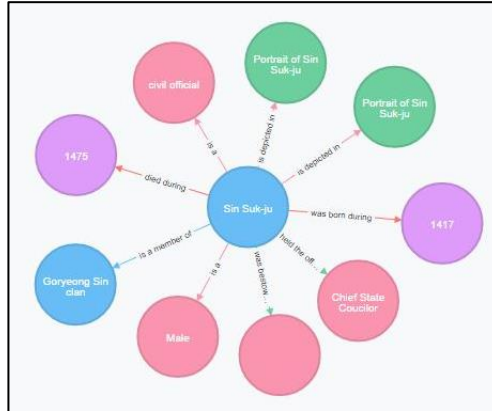 Portrait of Sin
Suk-ju
civil official
Portrait of Sin
Suk-ju
is depicted in
is a
is depicted in
1475
died during
Sin Suk-ju
was born during
1417
is a member of
held the off...
Goryeong Sin
clan
is a
was bestow...
Chief State
Coucilor
Male